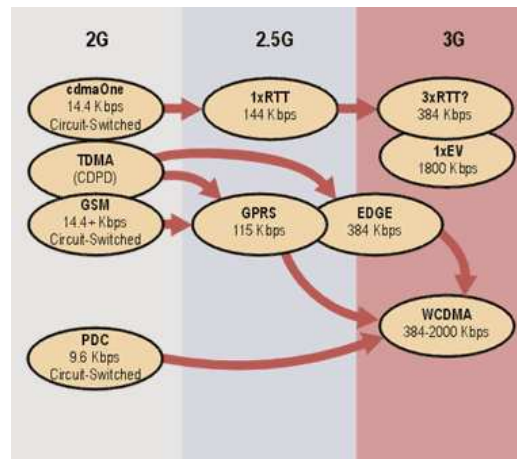 2G
2.5G
3G
cdmaOne
14.4 Kbps
Circuit-Switched
1xRTT
144 Kbps
3xRTT?
384 Kbps
1xEV
1800 Kbps
TDMA
(CDPD)
GSM
14.4+ Kbps
Circuit-Switched
GPRS
115 Kbps
EDGE
384 Kbps
WCDMA
384-2000 Kbps
PDC
9.6 Kbps
Circuit-Switched